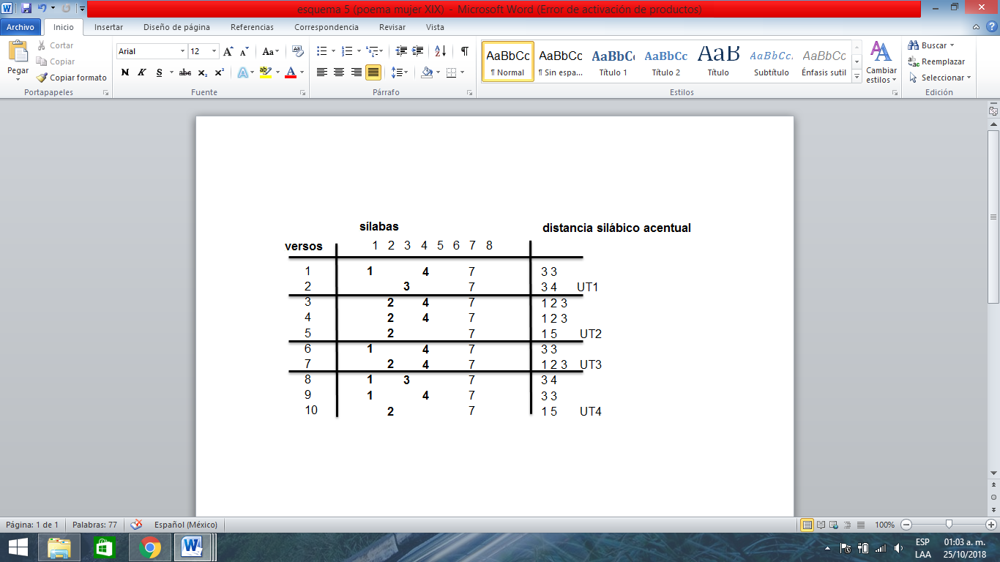 esquema 5 (poema mujer XIX) - Microsoft Word (Error de activación de productos)
Archivo Inicio Insertar Diseño de página Referencias Correspondencia Revisar Vista
Pegar
Cortar
Copiar
Copiar formato
Portapapeles
Arial 12
N K S abc x₂ x² A ab A
Fuente
Párrafo
AaBbCc AaBbCc AaBbC AaBbCc AaB AaBbCc. AaBbCc
¶ Normal ¶ Sin espa... Título 1 Título 2 Título Subtítulo Énfasis sutil
Estilos
Cambiar estilos
Buscar
Reemplazar
Seleccionar
Edición
sílabas distancia silábico acentual
versos 1 2 3 4 5 6 7 8
1 1 4 7 3 3
2 3 7 3 4 UT1
3 2 4 7 1 2 3
4 2 4 7 1 2 3
5 2 7 1 5 UT2
6 1 4 7 3 3
7 2 4 7 1 2 3 UT3
8 1 3 7 3 4
9 1 4 7 3 3
10 2 7 1 5 UT4
Página: 1 de 1 Palabras: 77 Español (México) 100%
ESP 01:03 a. m.
LAA 25/10/2018